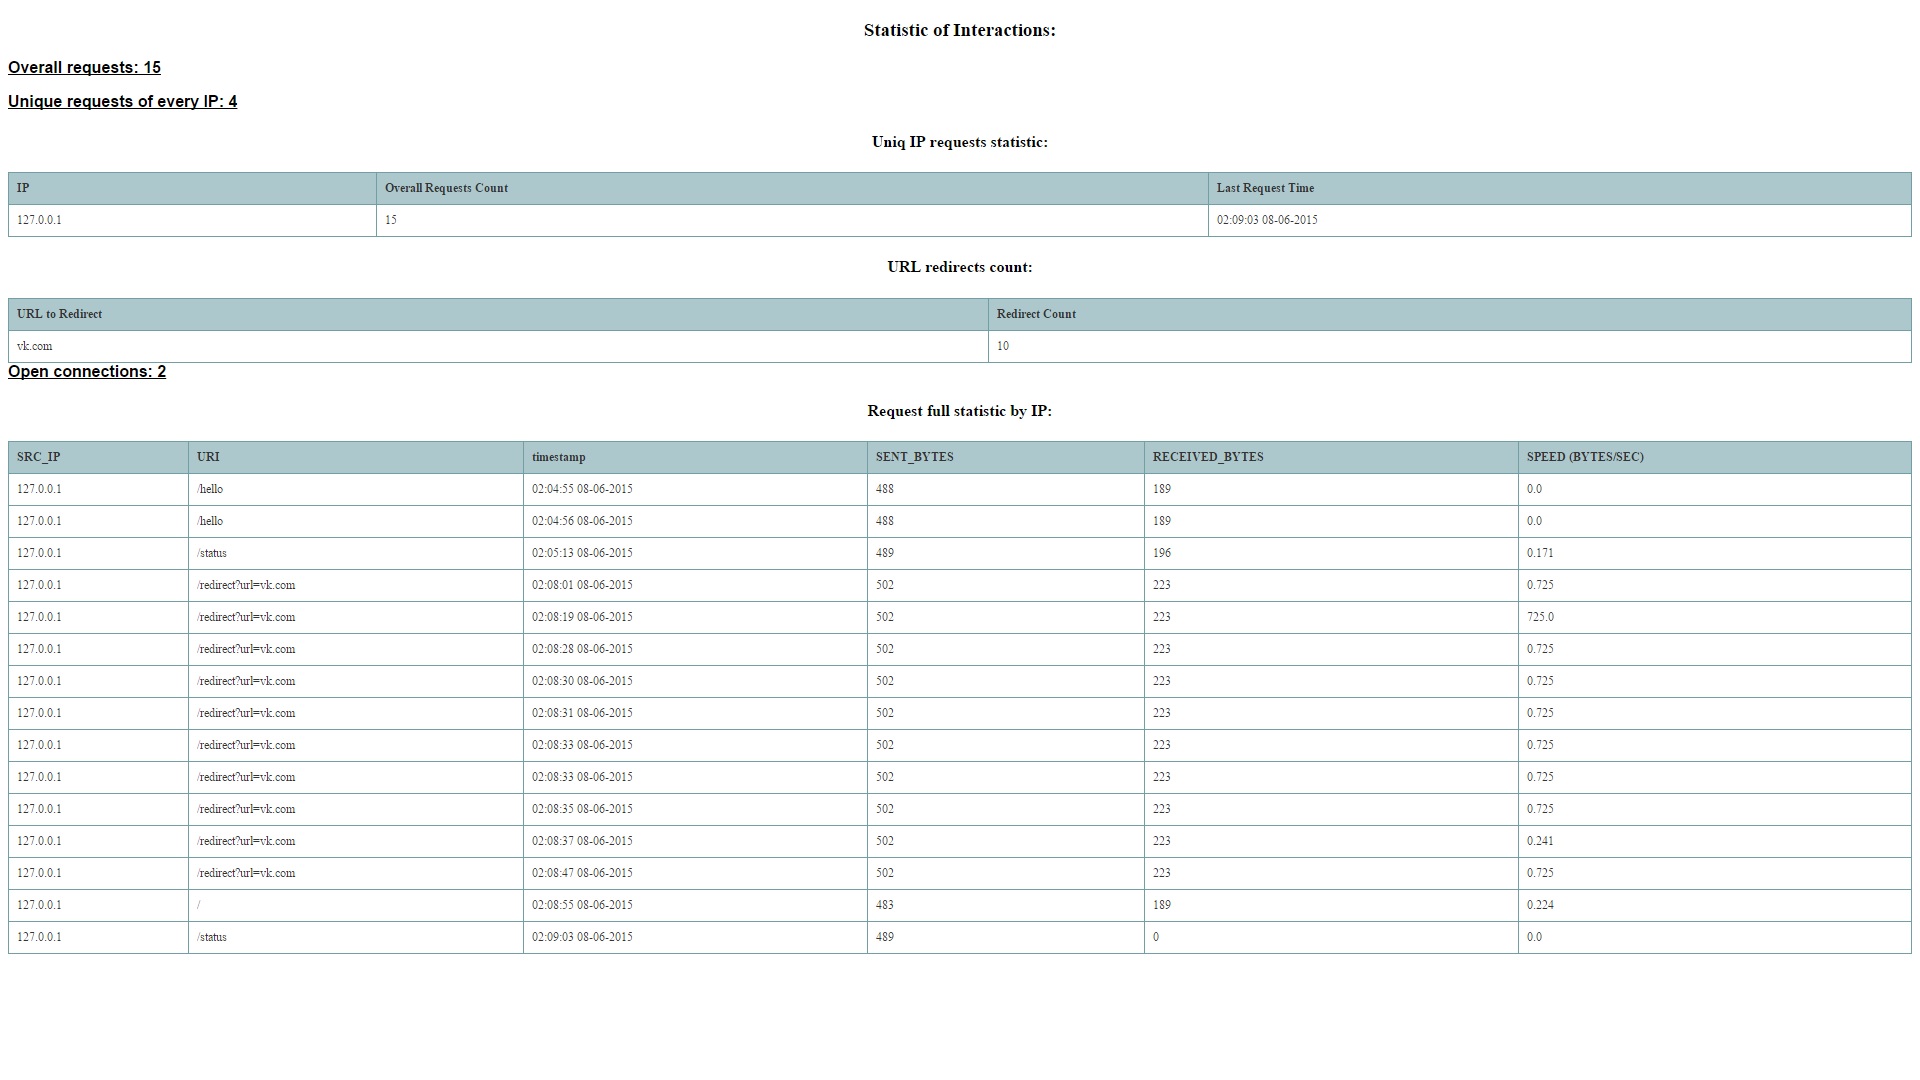 Statistic of Interactions:
Overall requests: 15
Unique requests of every IP: 4
Uniq IP requests statistic:
IP Overall Requests Count Last Request Time
127.0.0.1 15 02:09:03 08-06-2015
URL redirects count:
URL to Redirect Redirect Count
vk.com 10
Open connections: 2
Request full statistic by IP:
SRC_IP URI timestamp SENT_BYTES RECEIVED_BYTES SPEED (BYTES/SEC)
127.0.0.1 /hello 02:04:55 08-06-2015 488 189 0.0
127.0.0.1 /hello 02:04:56 08-06-2015 488 189 0.0
127.0.0.1 /status 02:05:13 08-06-2015 489 196 0.171
127.0.0.1 /redirect?url=vk.com 02:08:01 08-06-2015 502 223 0.725
127.0.0.1 /redirect?url=vk.com 02:08:19 08-06-2015 502 223 725.0
127.0.0.1 /redirect?url=vk.com 02:08:28 08-06-2015 502 223 0.725
127.0.0.1 /redirect?url=vk.com 02:08:30 08-06-2015 502 223 0.725
127.0.0.1 /redirect?url=vk.com 02:08:31 08-06-2015 502 223 0.725
127.0.0.1 /redirect?url=vk.com 02:08:33 08-06-2015 502 223 0.725
127.0.0.1 /redirect?url=vk.com 02:08:33 08-06-2015 502 223 0.725
127.0.0.1 /redirect?url=vk.com 02:08:35 08-06-2015 502 223 0.725
127.0.0.1 /redirect?url=vk.com 02:08:37 08-06-2015 502 223 0.241
127.0.0.1 /redirect?url=vk.com 02:08:47 08-06-2015 502 223 0.725
127.0.0.1 / 02:08:55 08-06-2015 483 189 0.224
127.0.0.1 /status 02:09:03 08-06-2015 489 0 0.0